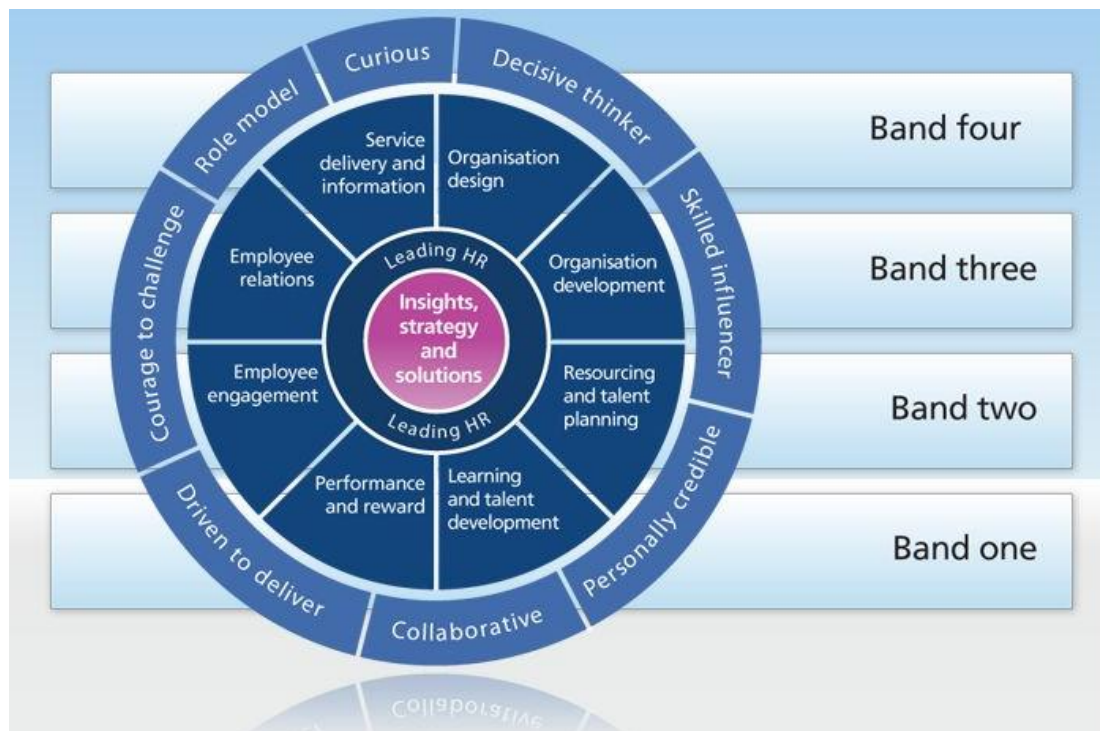 Curious
Decisive thinker
Skilled influencer
Personally credible
Collaborative
Driven to deliver
Courage to challenge
Role model
Service
delivery and
information
Organisation
design
Organisation
development
Resourcing
and talent
planning
Learning
and talent
development
Performance
and reward
Employee
engagement
Employee
relations
Leading HR
Insights,
strategy
and
solutions
Leading HR
Band four
Band three
Band two
Band one
Collaborative